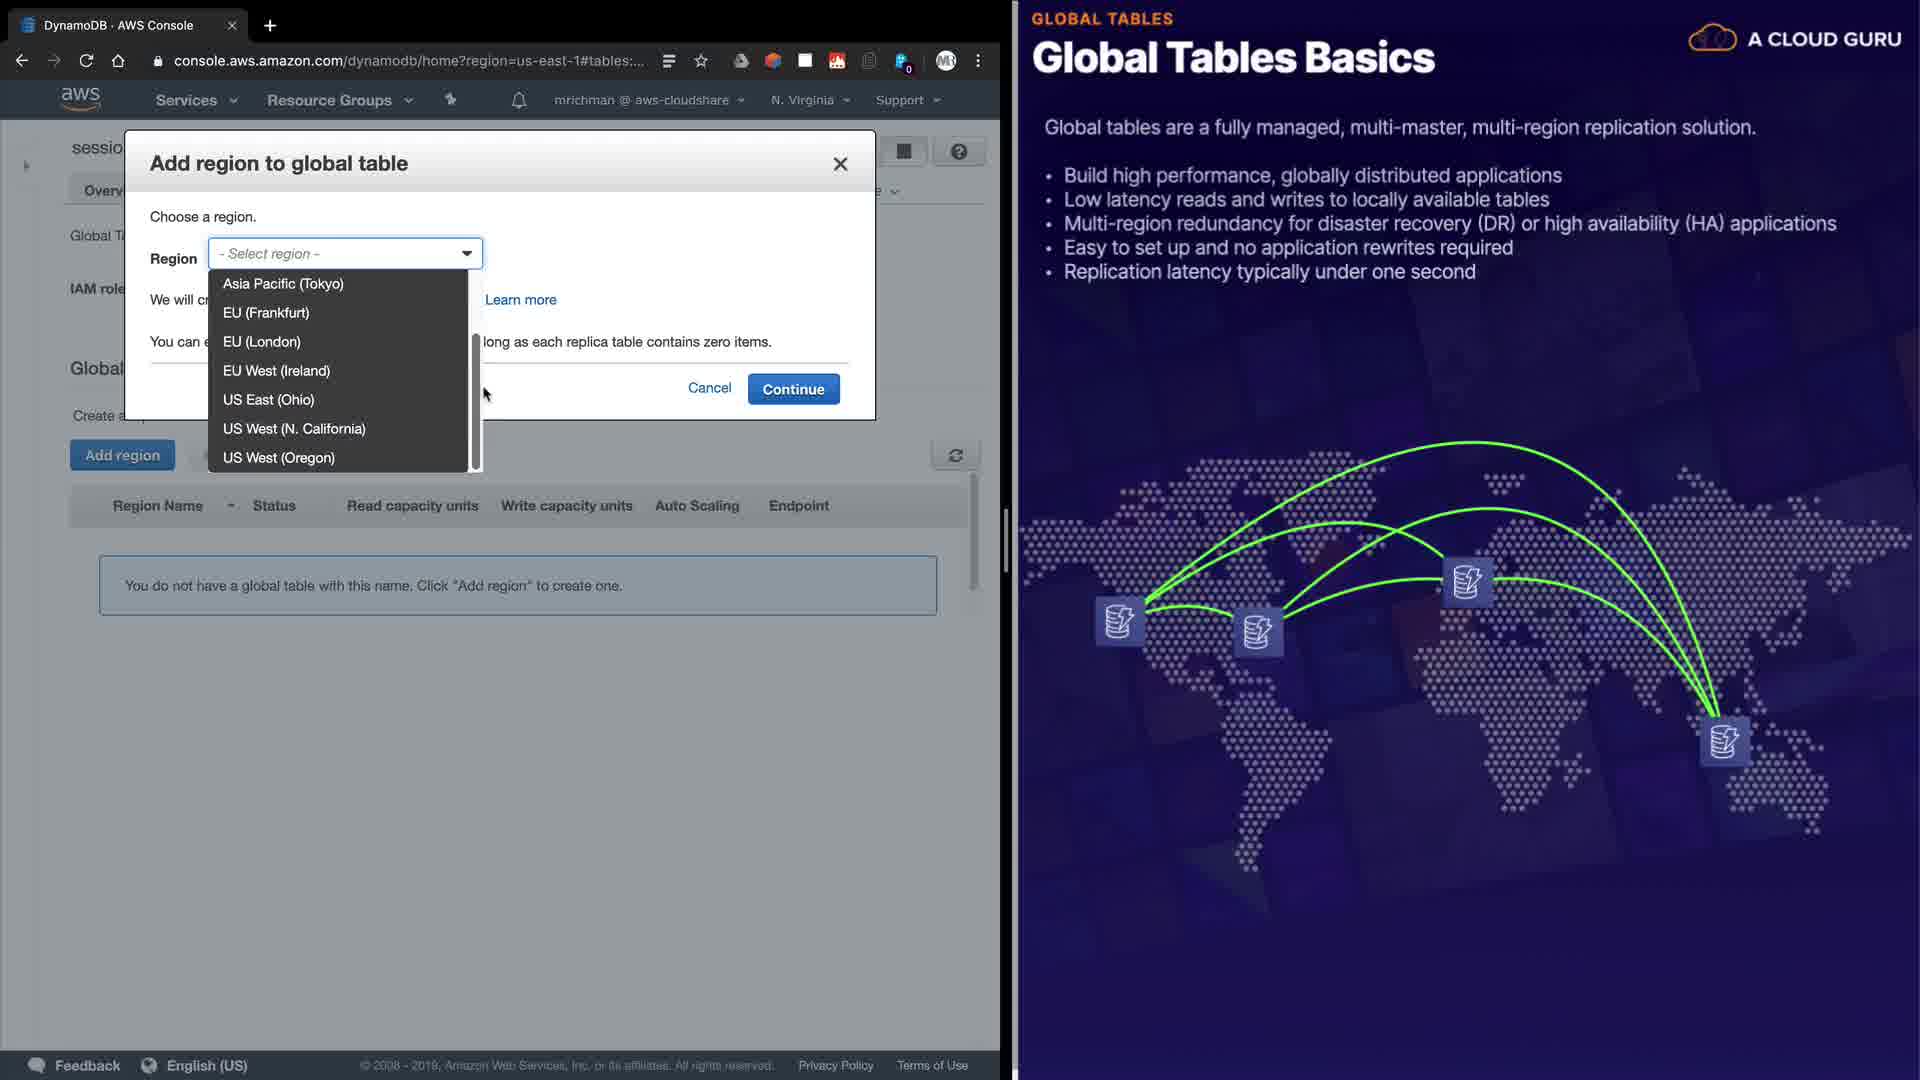 DynamoDB · AWS Console
console.aws.amazon.com/dynamodb/home?region=us-east-1#tables:...
0
aws
Services
Resource Groups
mrichman @ aws-cloudshare
N. Virginia
Support
sessio
Add region to global table
Overv
Choose a region.
Global Ta
Region
- Select region -
Asia Pacific (Tokyo)
EU (Frankfurt)
EU (London)
EU West (Ireland)
US East (Ohio)
US West (N. California)
US West (Oregon)
IAM role
We will cr
Learn more
You can e
long as each replica table contains zero items.
Global
Cancel
Continue
Create a
Add region
Region Name
Status
Read capacity units
Write capacity units
Auto Scaling
Endpoint
You do not have a global table with this name. Click "Add region" to create one.
Feedback
English (US)
© 2008 - 2019, Amazon Web Services, Inc. or its affiliates. All rights reserved.
Privacy Policy
Terms of Use
GLOBAL TABLES
Global Tables Basics
A CLOUD GURU
Global tables are a fully managed, multi-master, multi-region replication solution.
• Build high performance, globally distributed applications
• Low latency reads and writes to locally available tables
• Multi-region redundancy for disaster recovery (DR) or high availability (HA) applications
• Easy to set up and no application rewrites required
• Replication latency typically under one second